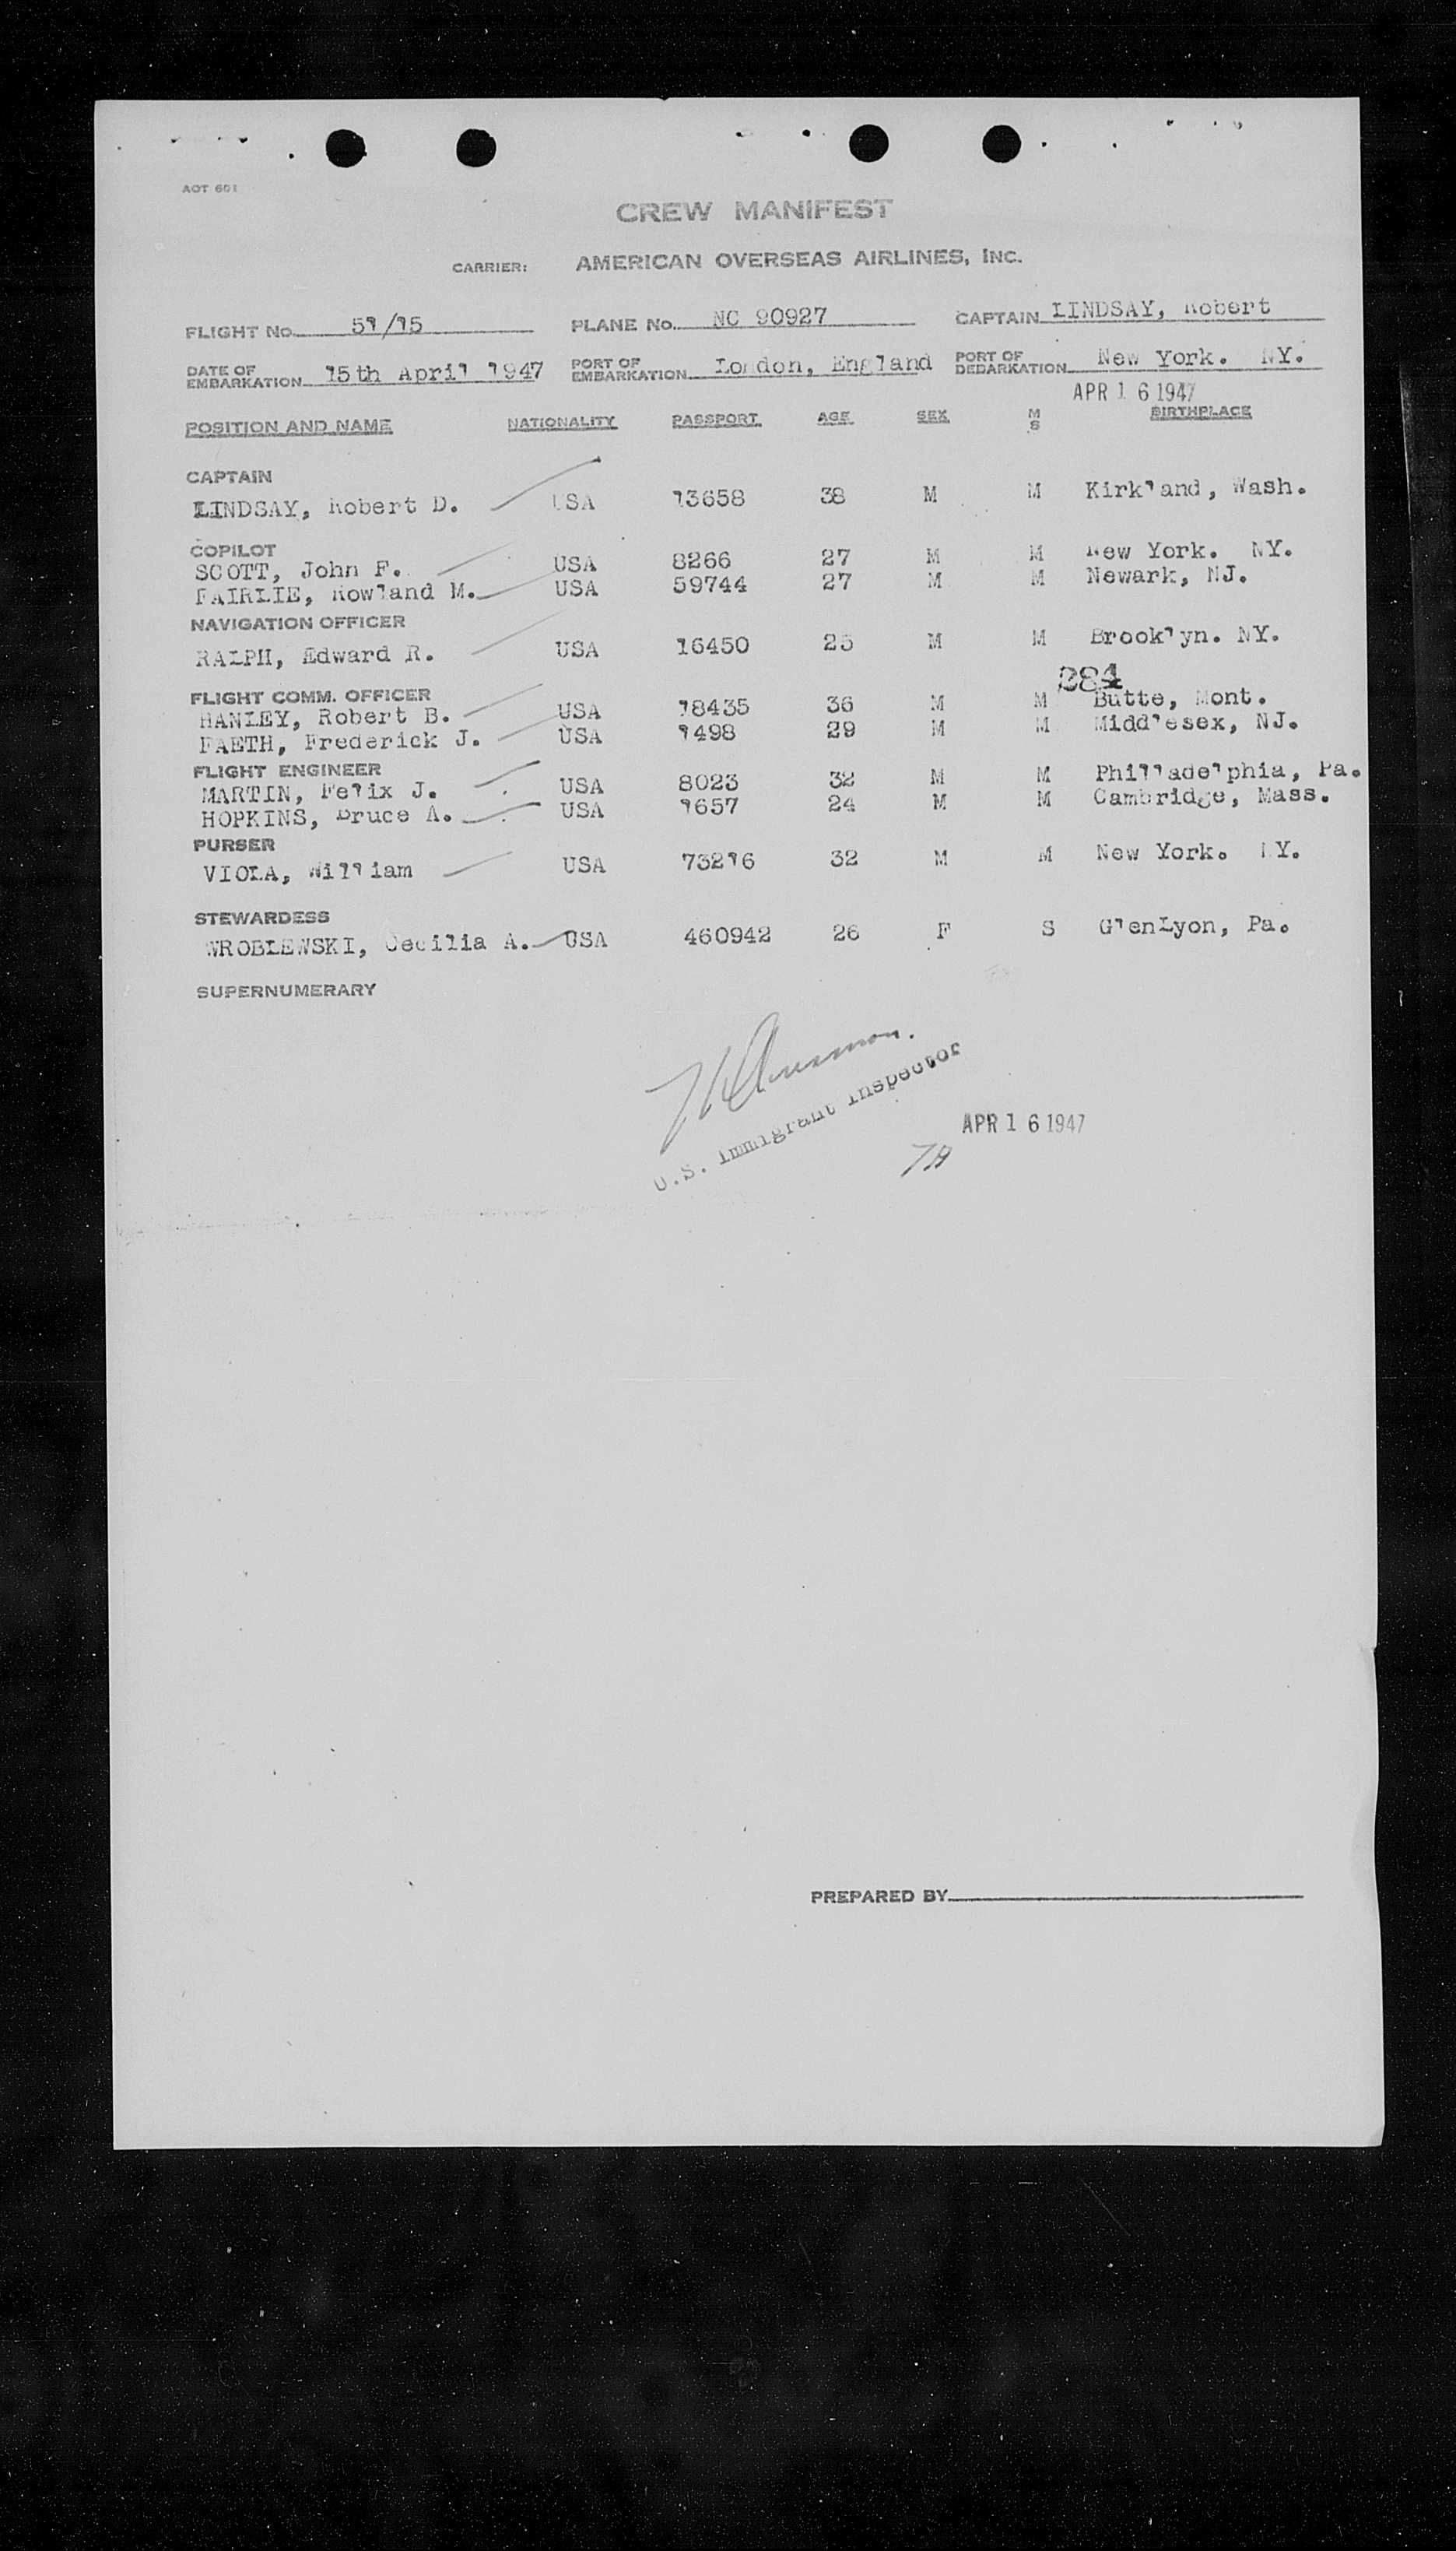 AOT 601
CREW MANIFEST
CARRIER: AMERICAN OVERSEAS AIRLINES, INC.
FLIGHT No. 51/15 PLANE No. NC 90927 CAPTAIN LINDSAY, Robert
DATE OF EMBARKATION 15th April 1947 PORT OF EMBARKATION London, England PORT OF DEBARKATION New York. NY.
APR 16 1947
POSITION AND NAME NATIONALITY PASSPORT AGE SEX M S BIRTHPLACE
CAPTAIN
LINDSAY, Robert D. USA 13658 38 M M Kirkland, Wash.
COPILOT
SCOTT, John F. USA 8266 27 M M New York. NY.
FAIRLIE, Rowland M. USA 59744 27 M M Newark, NJ.
NAVIGATION OFFICER
RALPH, Edward R. USA 16450 25 M M Brooklyn. NY.
284
FLIGHT COMM. OFFICER
HANLEY, Robert B. USA 18435 36 M M Butte, Mont.
FAETH, Frederick J. USA 1498 29 M M Middlesex, NJ.
FLIGHT ENGINEER
MARTIN, Felix J. USA 8023 32 M M Philladelphia, Pa.
HOPKINS, Bruce A. USA 1657 24 M M Cambridge, Mass.
PURSER
VIOLA, William USA 73216 32 M M New York. NY.
STEWARDESS
WROBLEWSKI, Cecilia A. USA 460942 26 F S GlenLyon, Pa.
SUPERNUMERARY
U.S. Immigrant Inspector
APR 16 1947
PREPARED BY